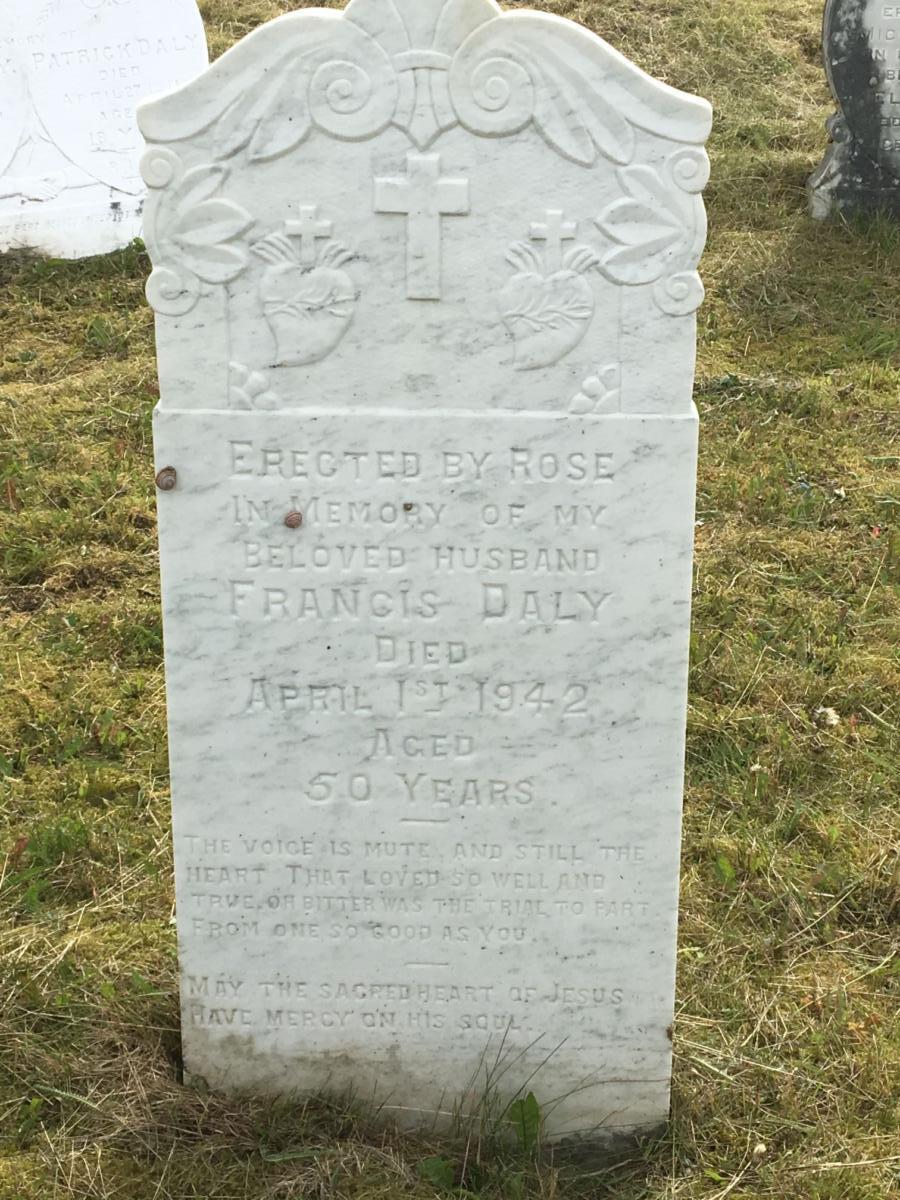 PATRICK DALY
DIED
APRIL
AGED
ERECTED BY ROSE
IN MEMORY OF MY
BELOVED HUSBAND
FRANCIS DALY
DIED
APRIL 1ST 1942
AGED
50 YEARS.
THE VOICE IS MUTE AND STILL THE
HEART THAT LOVED SO WELL AND
TRUE. OH BITTER WAS THE TRIAL TO PART
FROM ONE SO GOOD AS YOU.
MAY THE SACRED HEART OF JESUS
HAVE MERCY ON HIS SOUL.